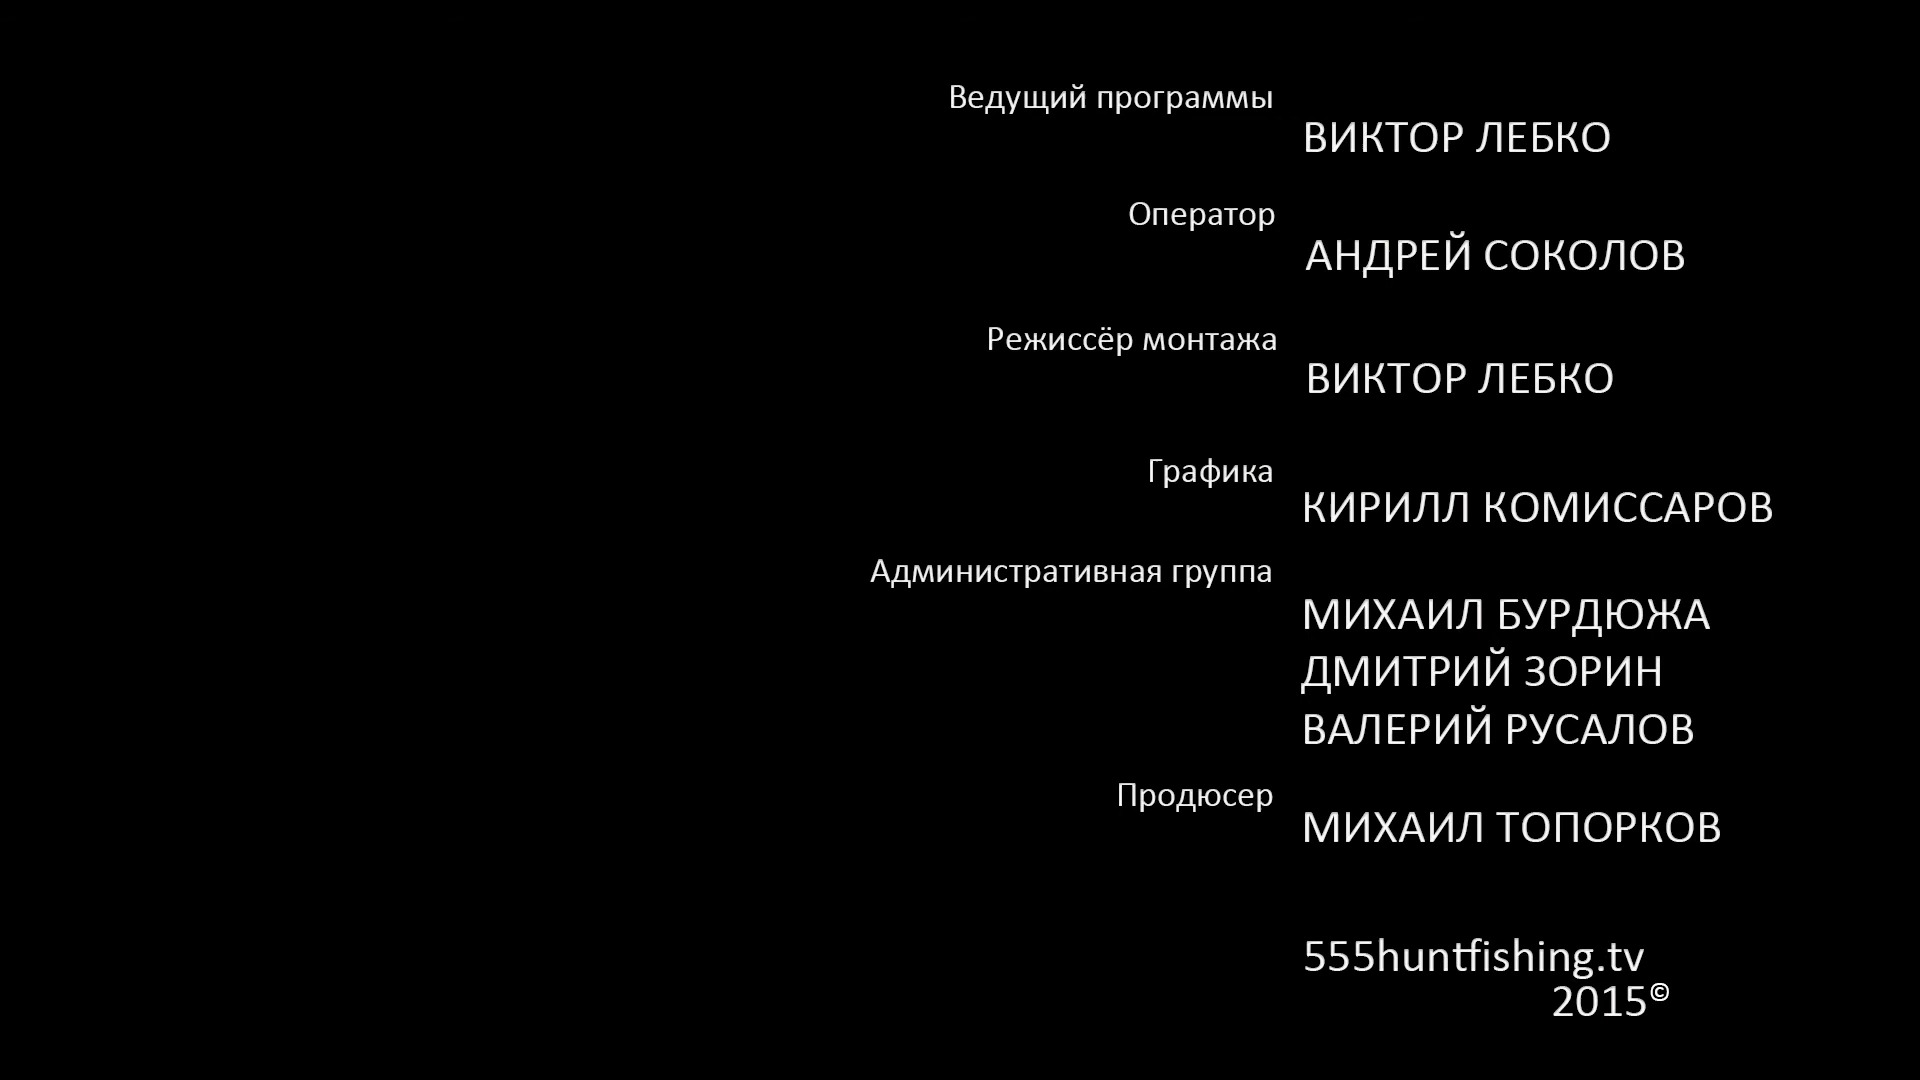 Ведущий программы
ВИКТОР ЛЕБКО
Оператор
АНДРЕЙ СОКОЛОВ
Режиссёр монтажа
ВИКТОР ЛЕБКО
Графика
КИРИЛЛ КОМИССАРОВ
Административная группа
МИХАИЛ БУРДЮЖА
ДМИТРИЙ ЗОРИН
ВАЛЕРИЙ РУСАЛОВ
Продюсер
МИХАИЛ ТОПОРКОВ
555huntfishing.tv
2015©